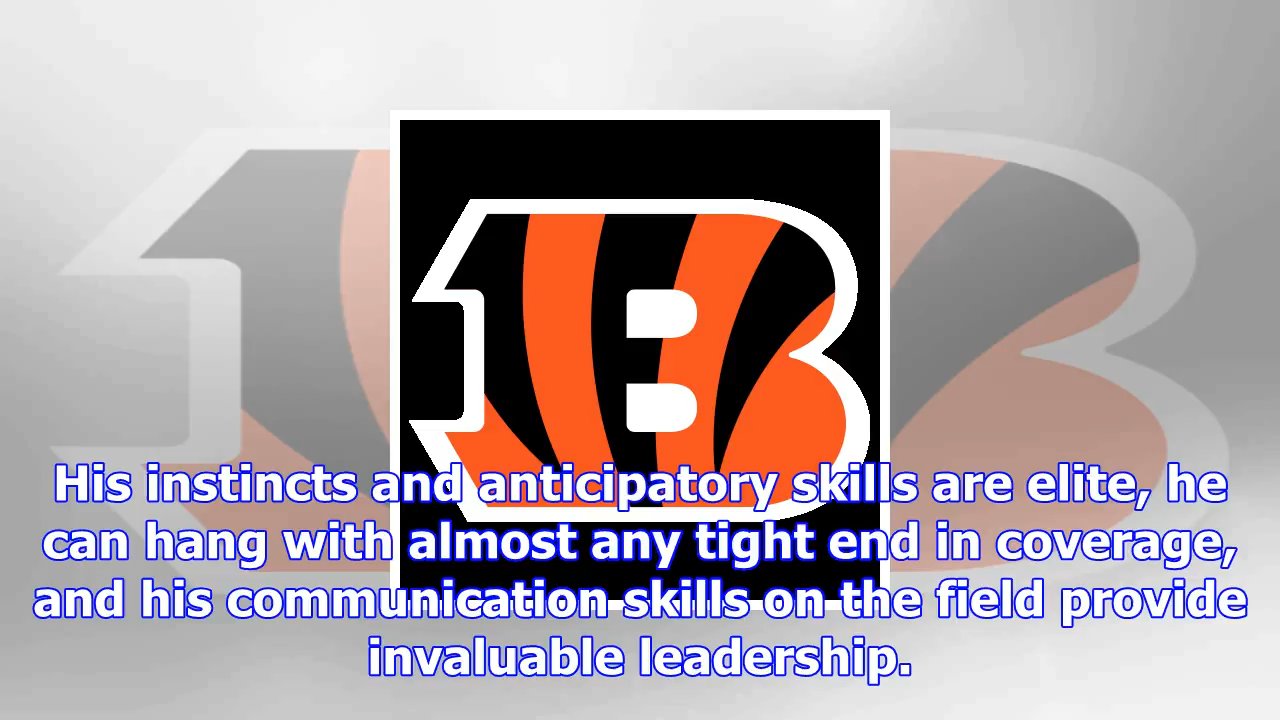 His instincts and anticipatory skills are elite, he
can hang with almost any tight end in coverage,
and his communication skills on the field provide
invaluable leadership.